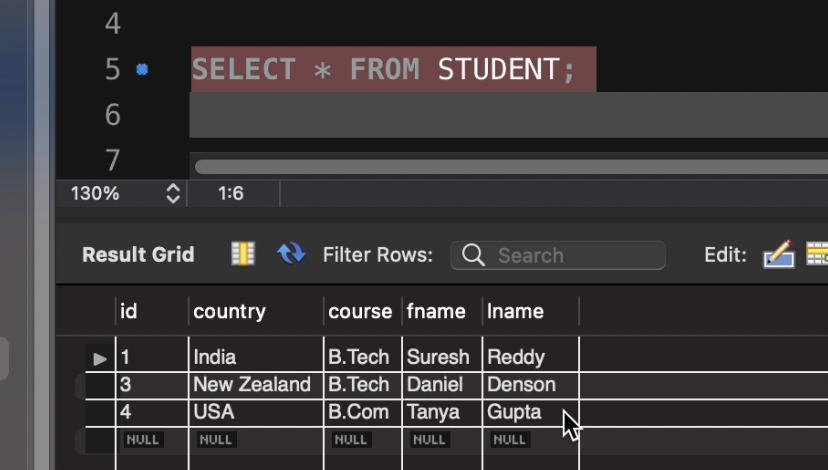 4
5 SELECT * FROM STUDENT;
6
7
130% 1:6
Result Grid Filter Rows: Search Edit:
id country course fname lname
1 India B.Tech Suresh Reddy
3 New Zealand B.Tech Daniel Denson
4 USA B.Com Tanya Gupta
NULL NULL NULL NULL NULL